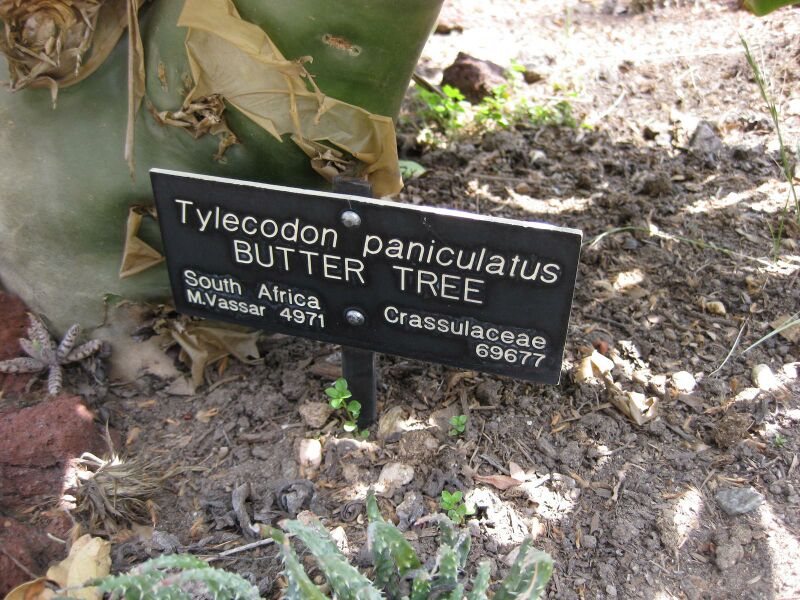 Tylecodon paniculatus
BUTTER TREE
South Africa
M.Vassar 4971
Crassulaceae
69677